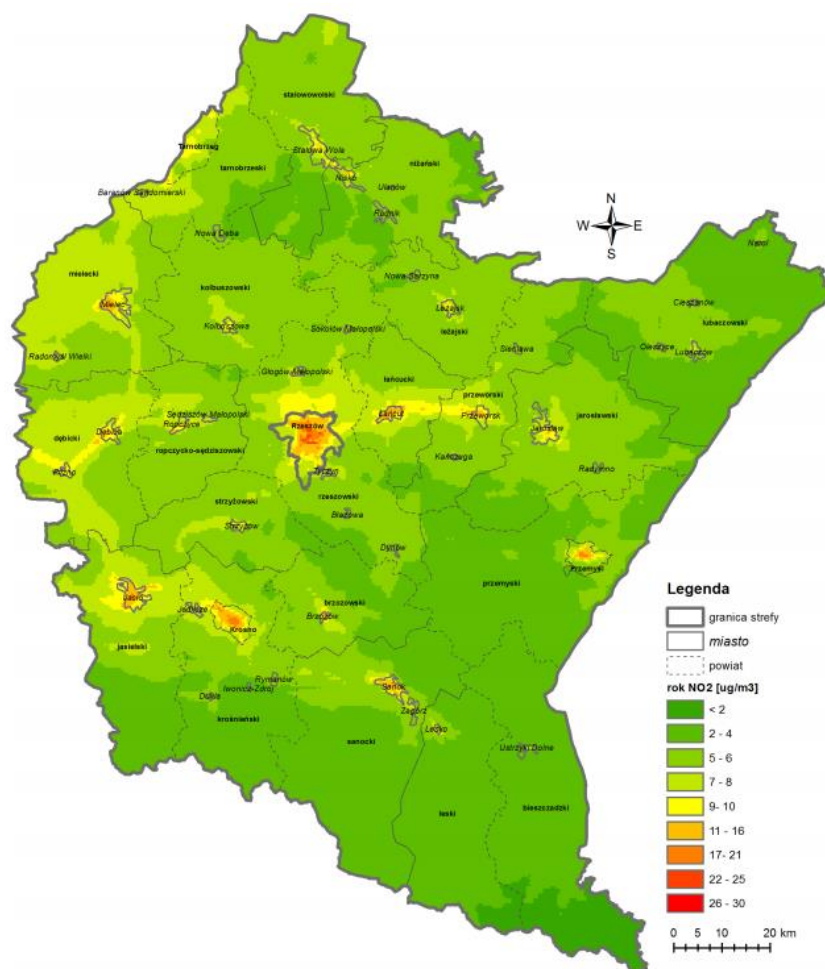 stalowowolski
Tarnobrzeg
Stalowa Wola
tarnobrzeski
Nisko
niżański
Ulanów
Baranów Sandomierski
Rudnik
N
W E
S
Nowa Dęba
Narol
mielecki
kolbuszowski
Nowa Sarzyna
Mielec
Cieszanów
Leżajsk
lubaczowski
Kolbuszowa
Sokołów Małopolski
leżajski
Sieniawa
Oleszyce
Lubaczów
Radomyśl Wielki
Głogów Małopolski
łańcucki
przeworski
Sędziszów Małopolski
Łańcut
Przeworsk
jarosławski
Ropczyce
Rzeszów
dębicki
Dębica
Jarosław
ropczycko-sędziszowski
Kańczuga
Pilzno
Tyczyn
Radymno
rzeszowski
strzyżowski
Błażowa
Strzyżów
Dynów
Przemyśl
przemyski
Legenda
Jasło
granica strefy
Jedlicze
brzozowski
miasto
Brzozów
Krosno
powiat
jasielski
rok NO2 [ug/m3]
Rymanów
Iwonicz-Zdrój
Sanok
Dukla
< 2
Zagórz
2 - 4
krośnieński
Lesko
5 - 6
sanocki
Ustrzyki Dolne
7 - 8
9- 10
leski
bieszczadzki
11 - 16
17- 21
22 - 25
26 - 30
0 5 10 20 km